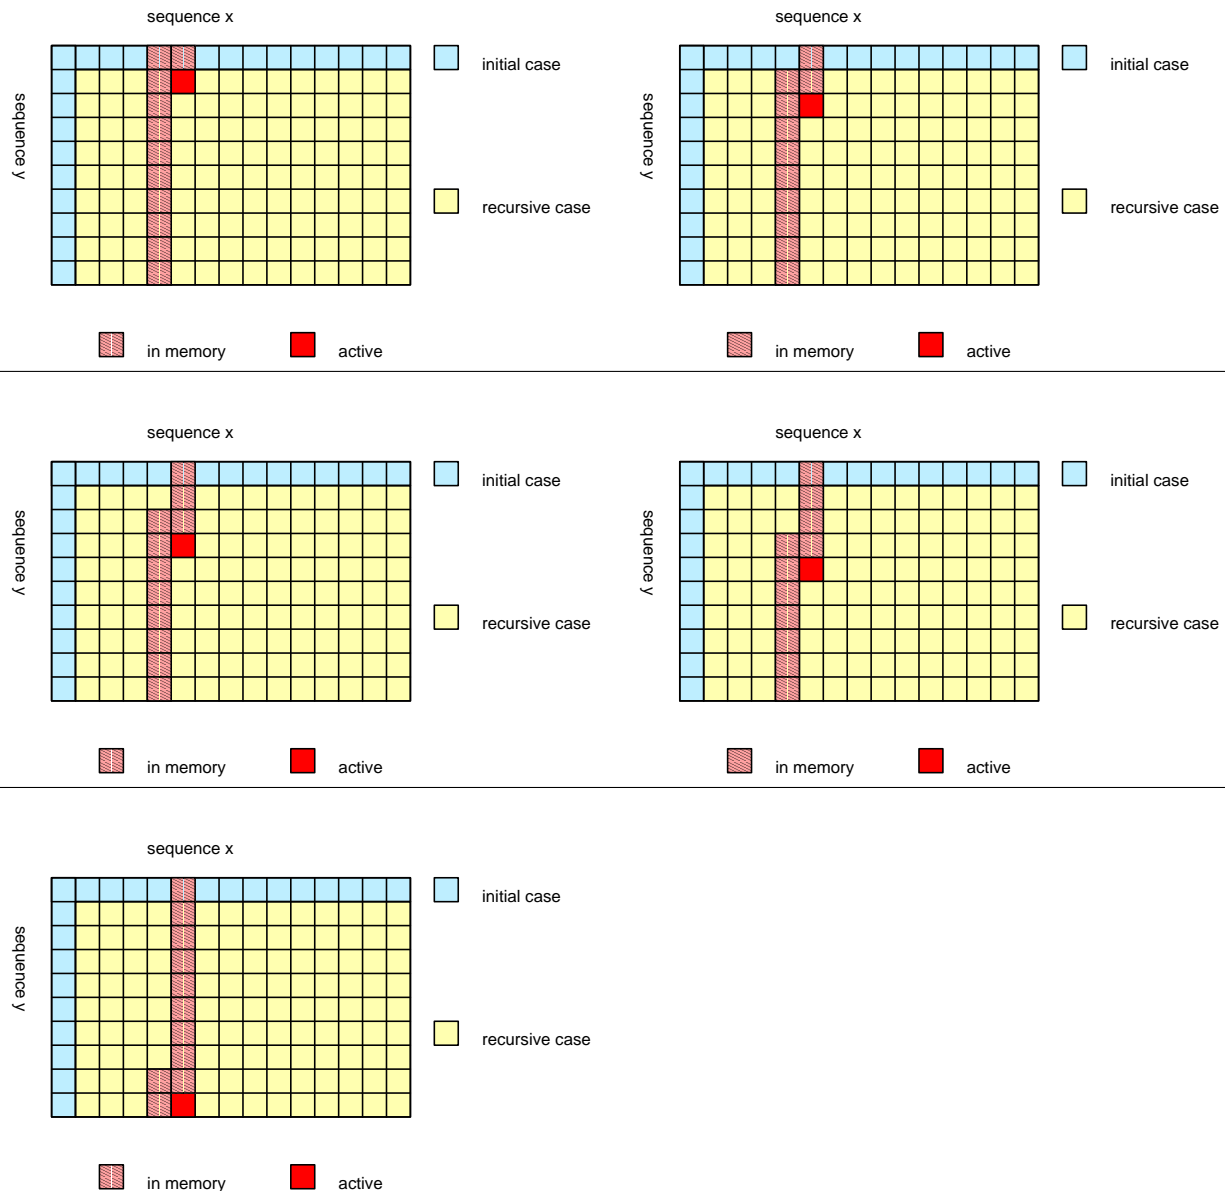 sequence x
initial case
sequence y
recursive case
in memory
active
sequence x
initial case
sequence y
recursive case
in memory
active
sequence x
initial case
sequence y
recursive case
in memory
active
sequence x
initial case
sequence y
recursive case
in memory
active
sequence x
initial case
sequence y
recursive case
in memory
active